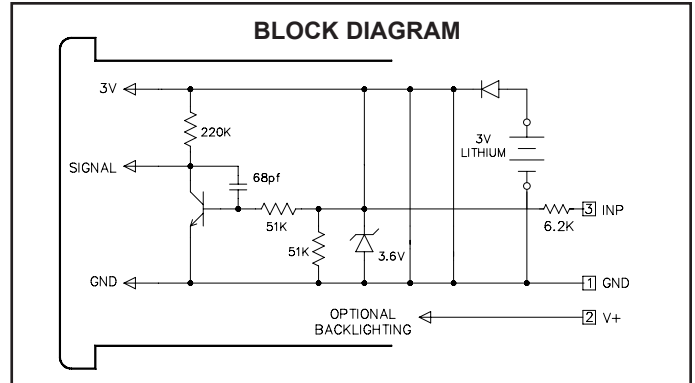 BLOCK DIAGRAM
3V
220K
3V
LITHIUM
SIGNAL
68pf
51K
3 INP
6.2K
51K
3.6V
GND
1 GND
OPTIONAL
BACKLIGHTING
2 V+